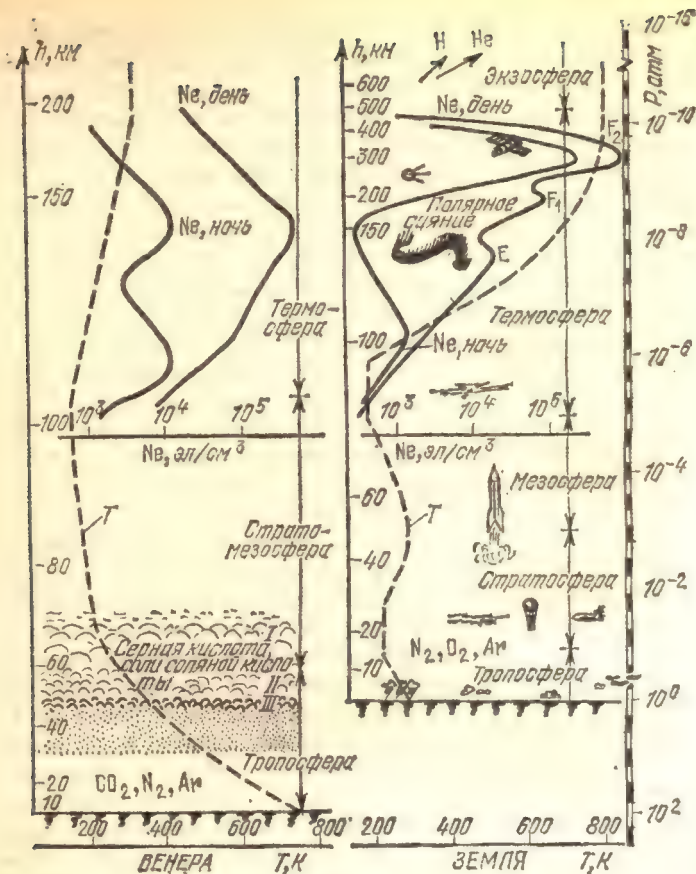 h, км
200
150
100
80
60
40
20
10
Ne, день
Ne, ночь
Термо-
сфера
10³
10⁴
10⁵
Ne, эл/см³
T
Страто-
мезосфера
I
Серная кислота,
соли соляной кисло-
ты
II
III
Тропосфера
CO₂, N₂, Ar
200
400
600
800
ВЕНЕРА
T, К
h, км
H
He
600
500
400
300
200
150
100
60
40
20
10
Экзосфера
Ne, день
F₂
F₁
Полярное
сияние
E
Термосфера
Ne, ночь
10³
10⁴
10⁵
Ne, эл/см³
Мезосфера
T
Стратосфера
N₂, O₂, Ar
Тропосфера
200
400
600
800
ЗЕМЛЯ
T, К
P, атм
10⁻¹⁵
10⁻¹⁰
10⁻⁸
10⁻⁶
10⁻⁴
10⁻²
10⁰
10²